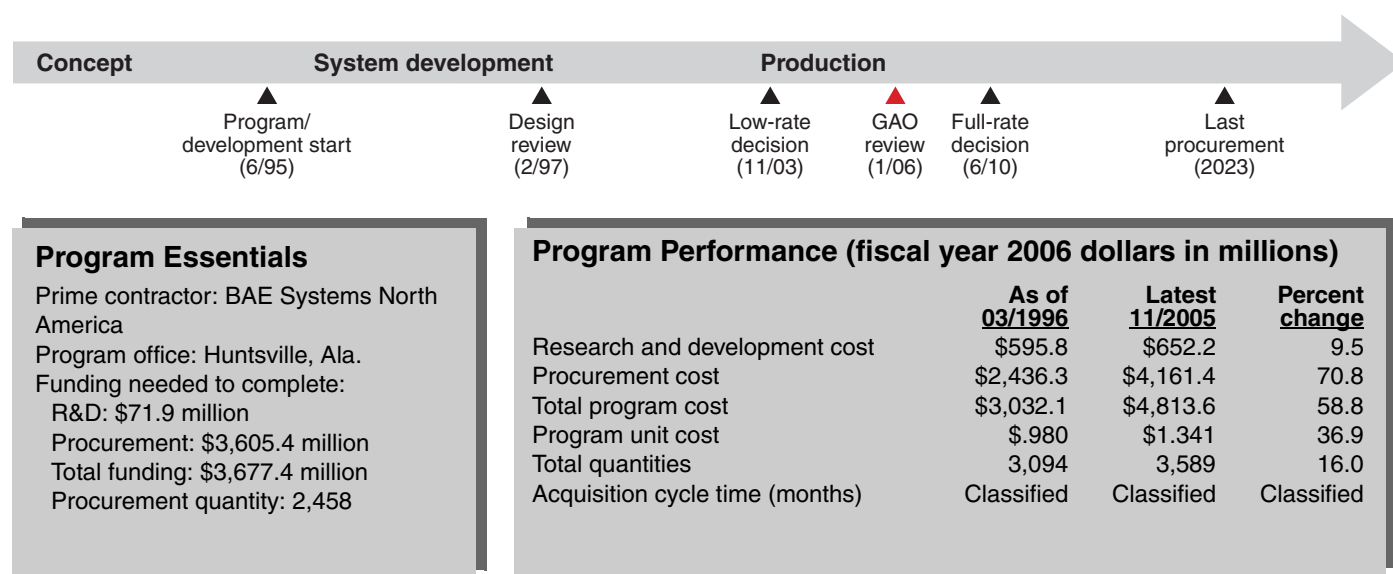 Concept System development Production
Program/
development start
(6/95)
Design
review
(2/97)
Low-rate
decision
(11/03)
GAO
review
(1/06)
Full-rate
decision
(6/10)
Last
procurement
(2023)
Program Essentials
Prime contractor: BAE Systems North
America
Program office: Huntsville, Ala.
Funding needed to complete:
R&D: $71.9 million
Procurement: $3,605.4 million
Total funding: $3,677.4 million
Procurement quantity: 2,458
Program Performance (fiscal year 2006 dollars in millions)
As of Latest Percent
03/1996 11/2005 change
Research and development cost $595.8 $652.2 9.5
Procurement cost $2,436.3 $4,161.4 70.8
Total program cost $3,032.1 $4,813.6 58.8
Program unit cost $.980 $1.341 36.9
Total quantities 3,094 3,589 16.0
Acquisition cycle time (months) Classified Classified Classified